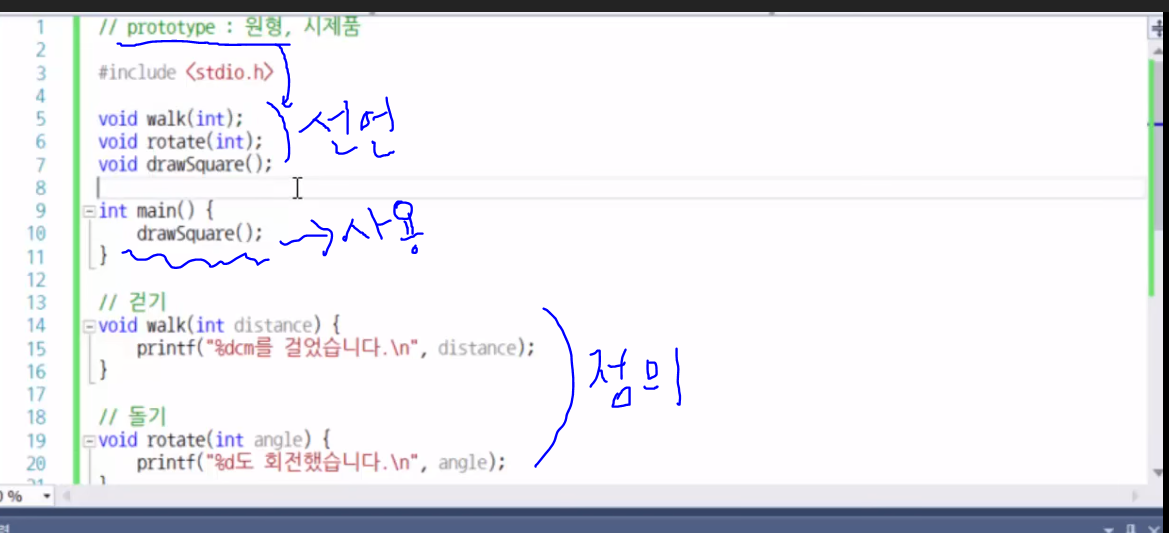 1 // prototype : 원형, 시제품
2
3 #include <stdio.h>
4
5 void walk(int);
6 void rotate(int); 선언
7 void drawSquare();
8
9 int main() {
10 drawSquare(); → 사용
11 }
12
13 // 걷기
14 void walk(int distance) {
15 printf("%dcm를 걸었습니다.\n", distance);
16 } 점미
17
18 // 돌기
19 void rotate(int angle) {
20 printf("%d도 회전했습니다.\n", angle);
21 }
0 %